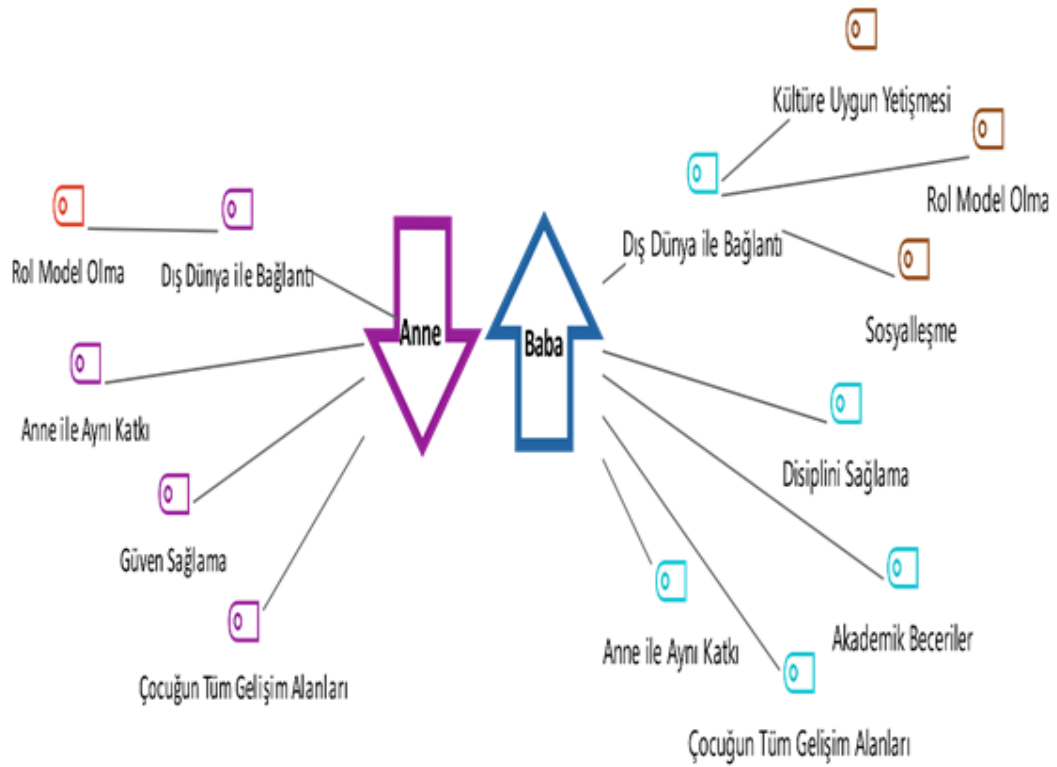 Kültüre Uygun Yetişmesi
Rol Model Olma
Dış Dünya ile Bağlantı
Rol Model Olma
Dış Dünya ile Bağlantı
Sosyalleşme
Anne
Baba
Anne ile Aynı Katkı
Disiplini Sağlama
Güven Sağlama
Akademik Beceriler
Anne ile Aynı Katkı
Çocuğun Tüm Gelişim Alanları
Çocuğun Tüm Gelişim Alanları